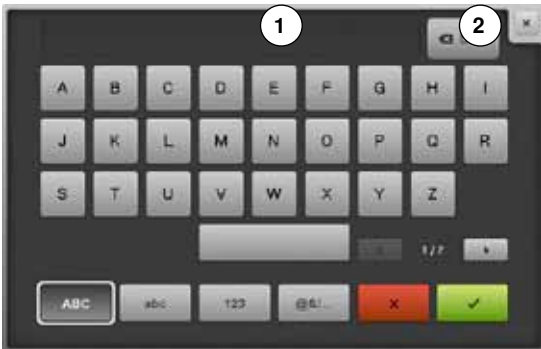 1 2 ×
A B C D E F G H I
J K L M N O P Q R
S T U V W X Y Z
1/7
ABC abc 123 @&!... × ✓